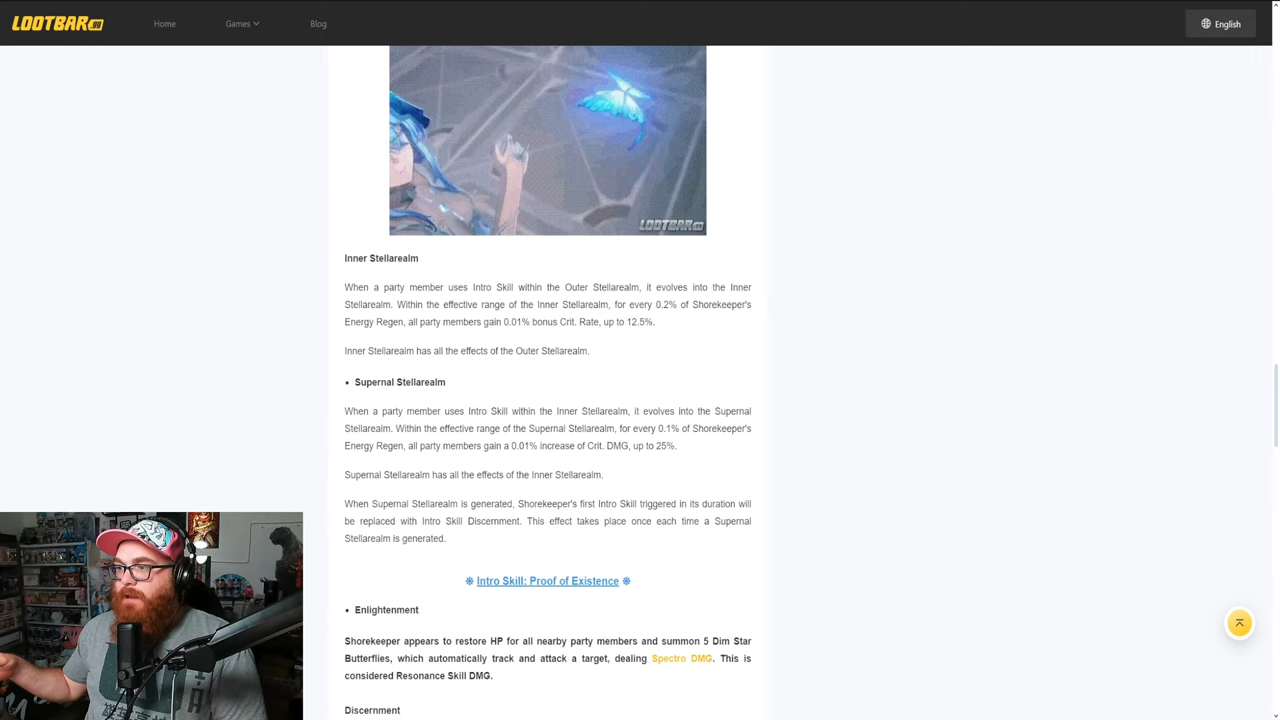 LOOTBAR.GG
Home
Games
Blog
English
LOOTBAR.GG
Inner Stellarealm
When a party member uses Intro Skill within the Outer Stellarealm, it evolves into the Inner
Stellarealm. Within the effective range of the Inner Stellarealm, for every 0.2% of Shorekeeper's
Energy Regen, all party members gain 0.01% bonus Crit. Rate, up to 12.5%.
Inner Stellarealm has all the effects of the Outer Stellarealm.
• Supernal Stellarealm
When a party member uses Intro Skill within the Inner Stellarealm, it evolves into the Supernal
Stellarealm. Within the effective range of the Supernal Stellarealm, for every 0.1% of Shorekeeper's
Energy Regen, all party members gain a 0.01% increase of Crit. DMG, up to 25%.
Supernal Stellarealm has all the effects of the Inner Stellarealm.
When Supernal Stellarealm is generated, Shorekeeper's first Intro Skill triggered in its duration will
be replaced with Intro Skill Discernment. This effect takes place once each time a Supernal
Stellarealm is generated.
❋ Intro Skill: Proof of Existence ❋
• Enlightenment
Shorekeeper appears to restore HP for all nearby party members and summon 5 Dim Star
Butterflies, which automatically track and attack a target, dealing Spectro DMG. This is
considered Resonance Skill DMG.
Discernment